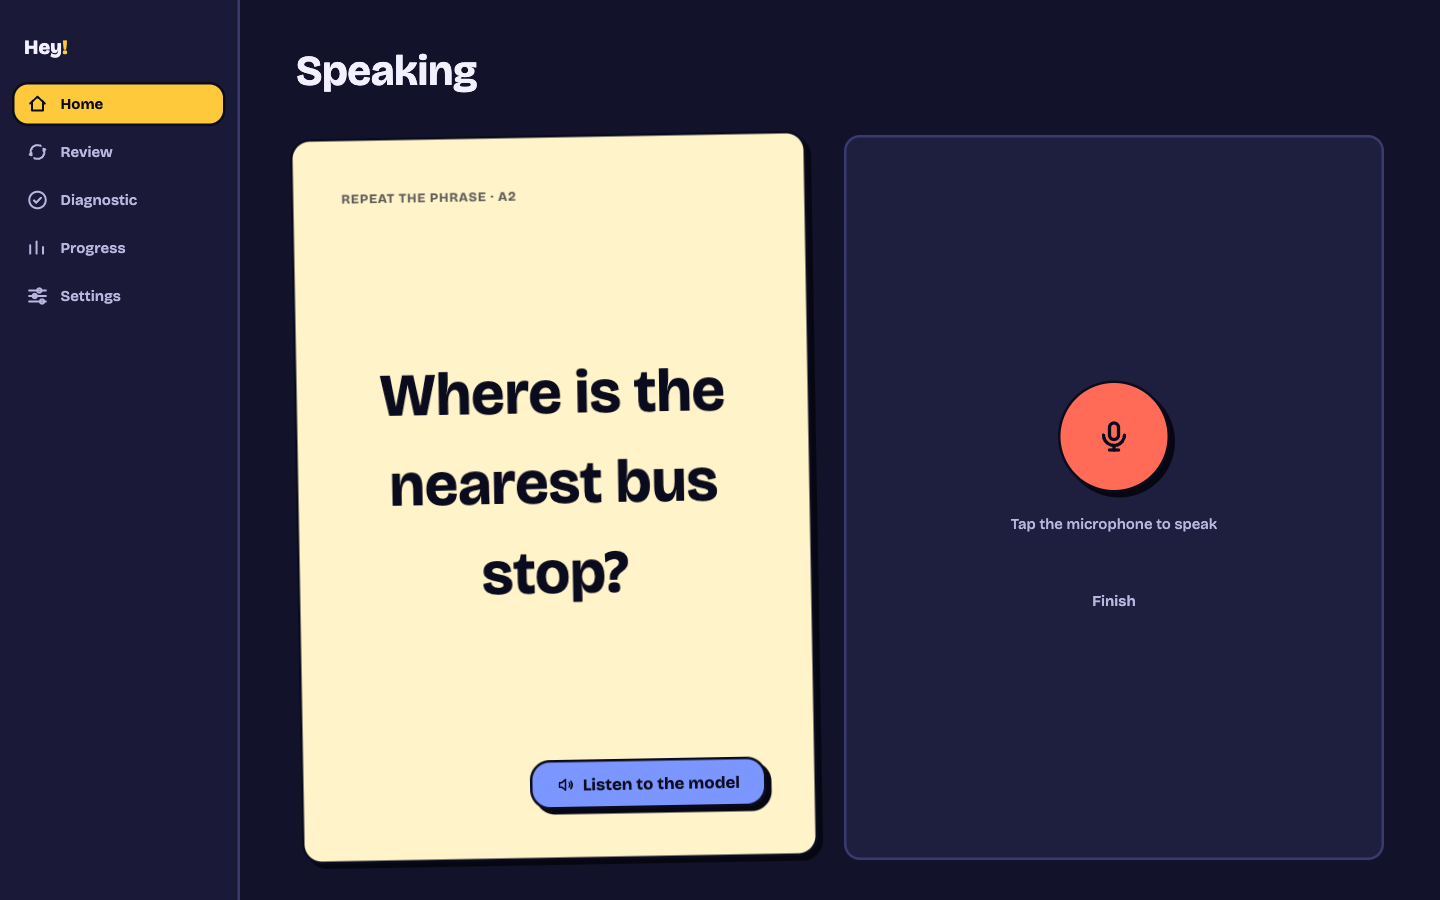 Hey!
Home
Review
Diagnostic
Progress
Settings
Speaking
REPEAT THE PHRASE · A2
Where is the
nearest bus
stop?
Listen to the model
Tap the microphone to speak
Finish